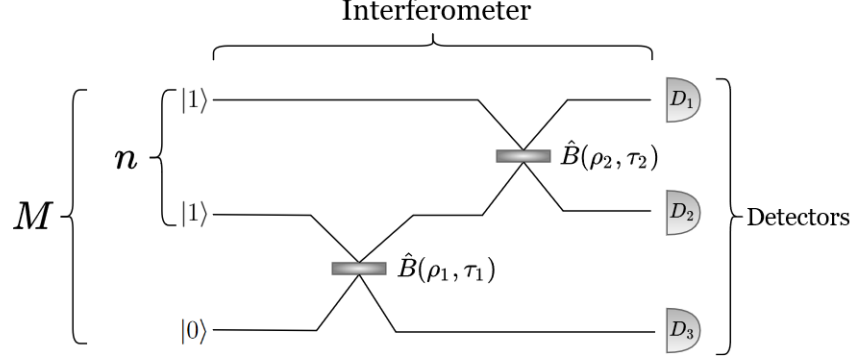 Interferometer
M
n
|1⟩
D₁
B̂(ρ₂, τ₂)
|1⟩
D₂
Detectors
B̂(ρ₁, τ₁)
|0⟩
D₃